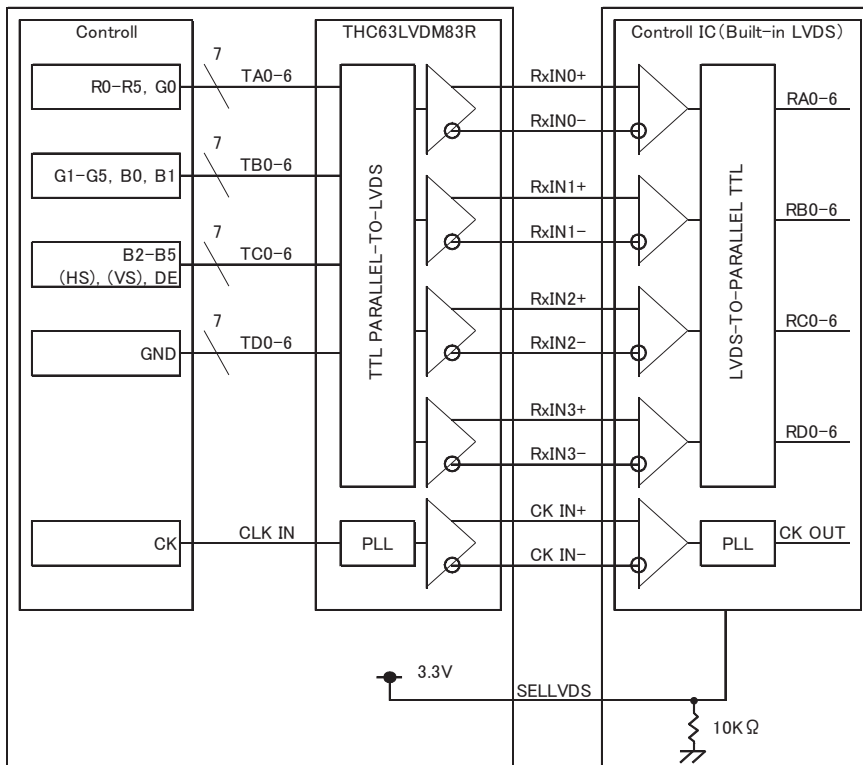 Controll
THC63LVDM83R
Controll IC(Built-in LVDS)
7
R0-R5, G0
TA0-6
RxIN0+
RxIN0-
RA0-6
7
G1-G5, B0, B1
TB0-6
RxIN1+
RxIN1-
RB0-6
7
B2-B5
(HS), (VS), DE
TC0-6
RxIN2+
RxIN2-
RC0-6
7
GND
TD0-6
RxIN3+
RxIN3-
RD0-6
TTL PARALLEL-TO-LVDS
LVDS-TO-PARALLEL TTL
CK
CLK IN
PLL
CK IN+
CK IN-
PLL
CK OUT
3.3V
SELLVDS
10KΩ